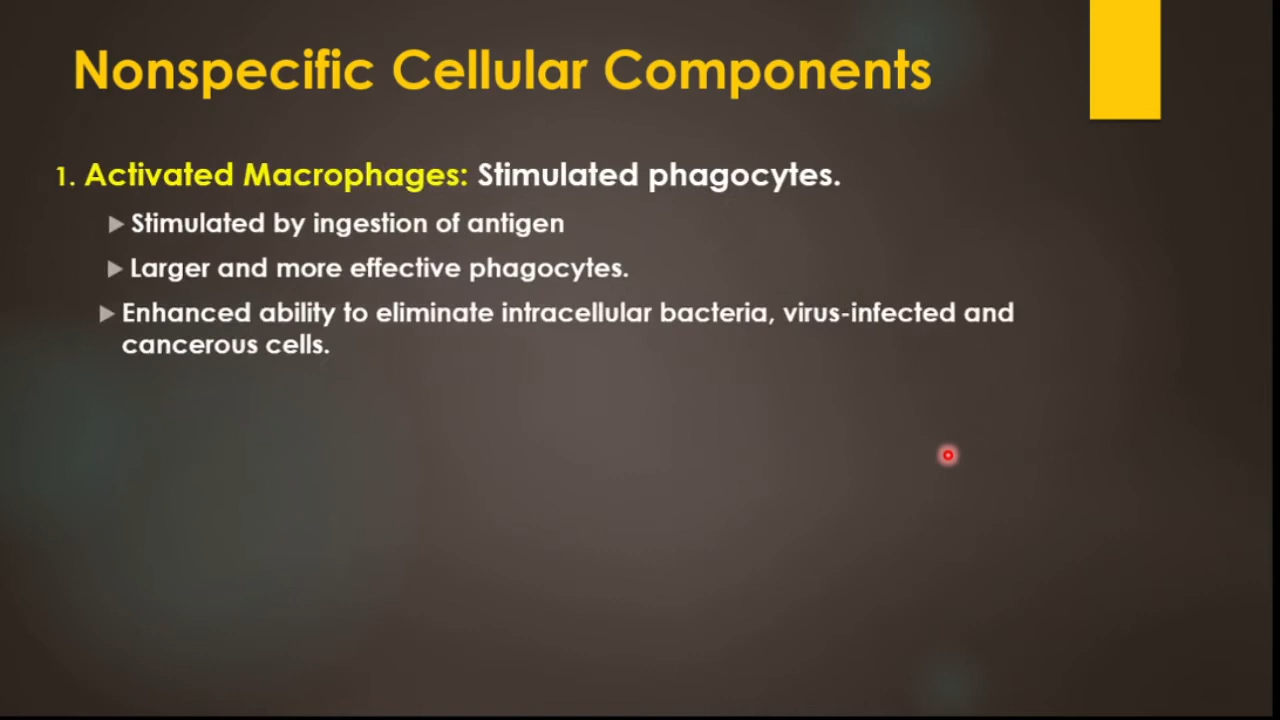 Nonspecific Cellular Components
1. Activated Macrophages: Stimulated phagocytes.
Stimulated by ingestion of antigen
Larger and more effective phagocytes.
Enhanced ability to eliminate intracellular bacteria, virus-infected and
cancerous cells.